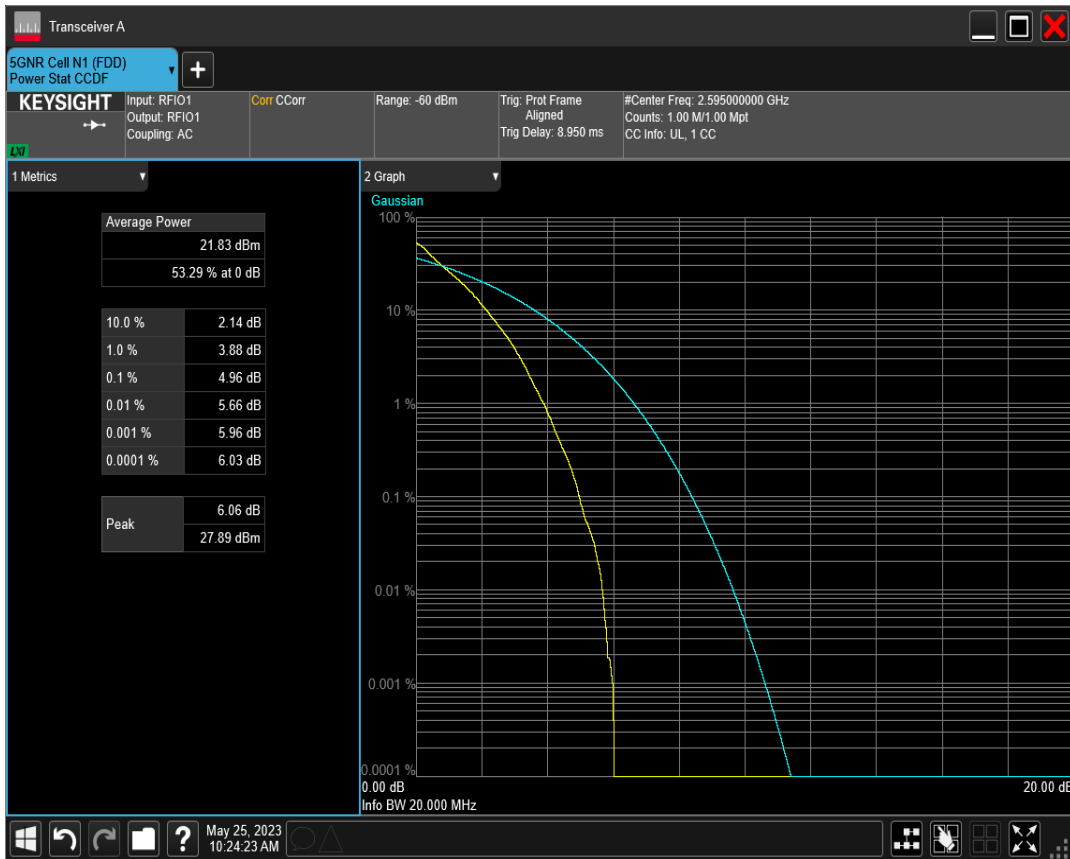 Transceiver A
5GNR Cell N1 (FDD)
Power Stat CCDF
+
KEYSIGHT
LXI
Input: RFIO1
Output: RFIO1
Coupling: AC
Corr CCorr
Range: -60 dBm
Trig: Prot Frame
Aligned
Trig Delay: 8.950 ms
#Center Freq: 2.595000000 GHz
Counts: 1.00 M/1.00 Mpt
CC Info: UL, 1 CC
1 Metrics
Average Power
21.83 dBm
53.29 % at 0 dB
10.0 % 2.14 dB
1.0 % 3.88 dB
0.1 % 4.96 dB
0.01 % 5.66 dB
0.001 % 5.96 dB
0.0001 % 6.03 dB
Peak 6.06 dB
27.89 dBm
2 Graph
Gaussian
100 %
10 %
1 %
0.1 %
0.01 %
0.001 %
0.0001 %
0.00 dB 20.00 dB
Info BW 20.000 MHz
?
May 25, 2023
10:24:23 AM